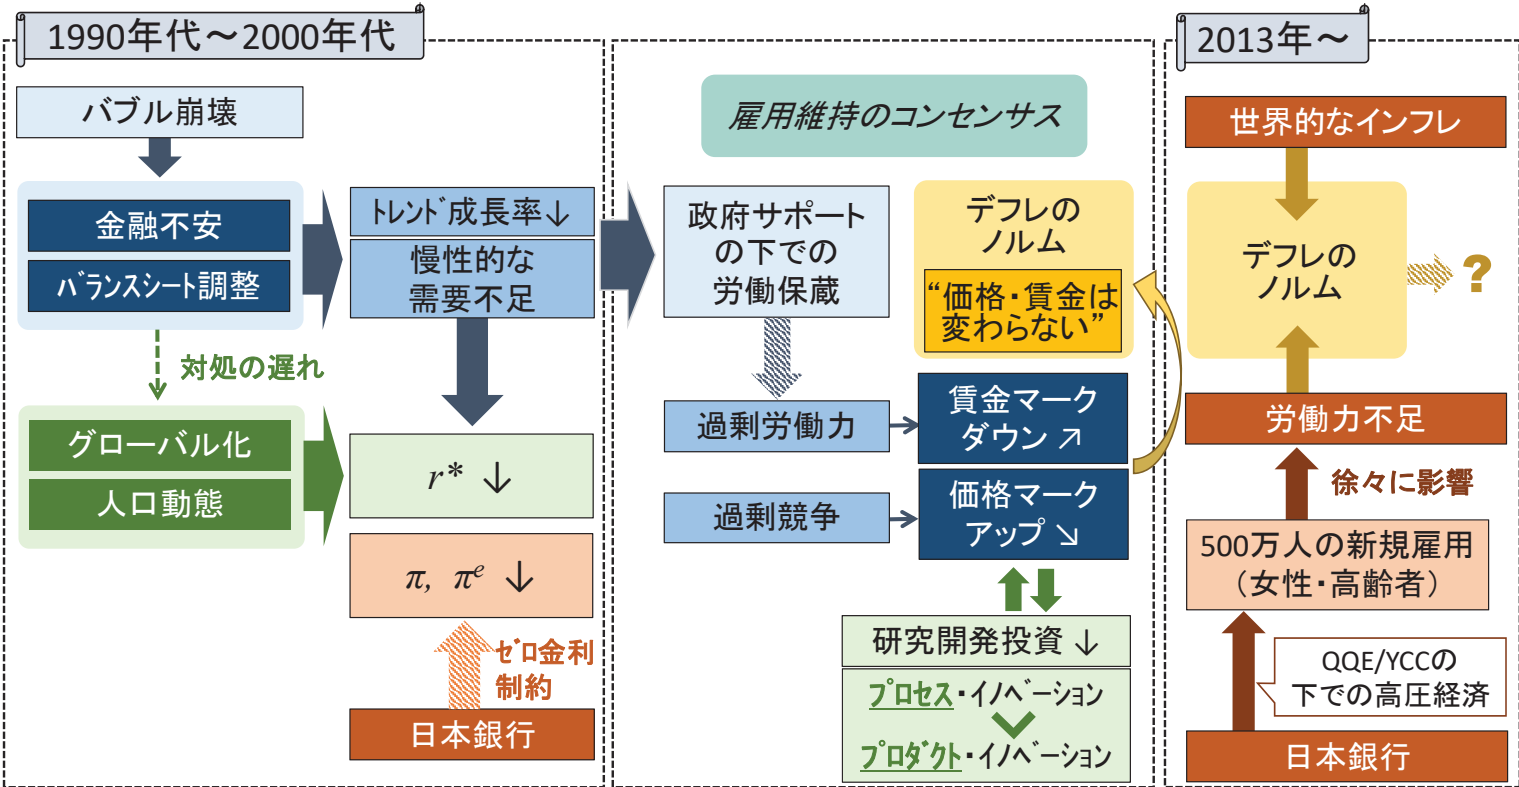 1990年代～2000年代
バブル崩壊
金融不安
バランスシート調整
対処の遅れ
グローバル化
人口動態
トレンド成長率↓
慢性的な
需要不足
r* ↓
π, πᵉ ↓
ゼロ金利
制約
日本銀行
雇用維持のコンセンサス
政府サポート
の下での
労働保蔵
過剰労働力
過剰競争
デフレの
ノルム
“価格・賃金は
変わらない”
賃金マーク
ダウン ↗
価格マーク
アップ ↘
研究開発投資 ↓
プロセス・イノベーション
プロダクト・イノベーション
2013年～
世界的なインフレ
デフレの
ノルム
?
労働力不足
徐々に影響
500万人の新規雇用
（女性・高齢者）
QQE/YCCの
下での高圧経済
日本銀行